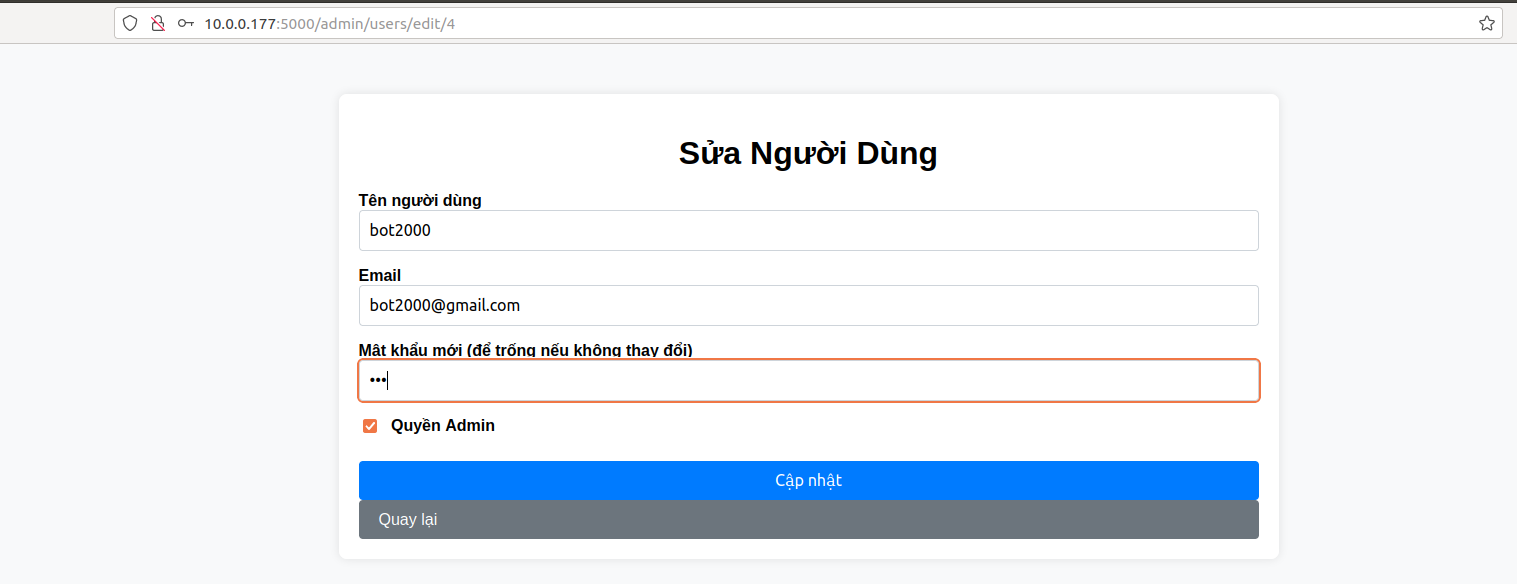 10.0.0.177:5000/admin/users/edit/4
Sửa Người Dùng
Tên người dùng
bot2000
Email
bot2000@gmail.com
Mật khẩu mới (để trống nếu không thay đổi)
•••
Quyền Admin
Cập nhật
Quay lại